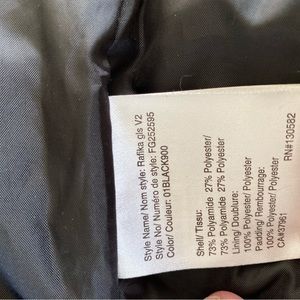 Style Name/ Nom style: Rafika gls V2
Style No/ Numéro de style: FG252595
Color/ Couleur: 01BLACK900
Shell/ Tissu:
73% Polyamide 27% Polyester/
73% Polyamide 27% Polyester
Lining/ Doublure:
100% Polyester/ Polyester
Padding/ Rembourrage:
100% Polyester/ Polyester
CA#37961
RN#130582